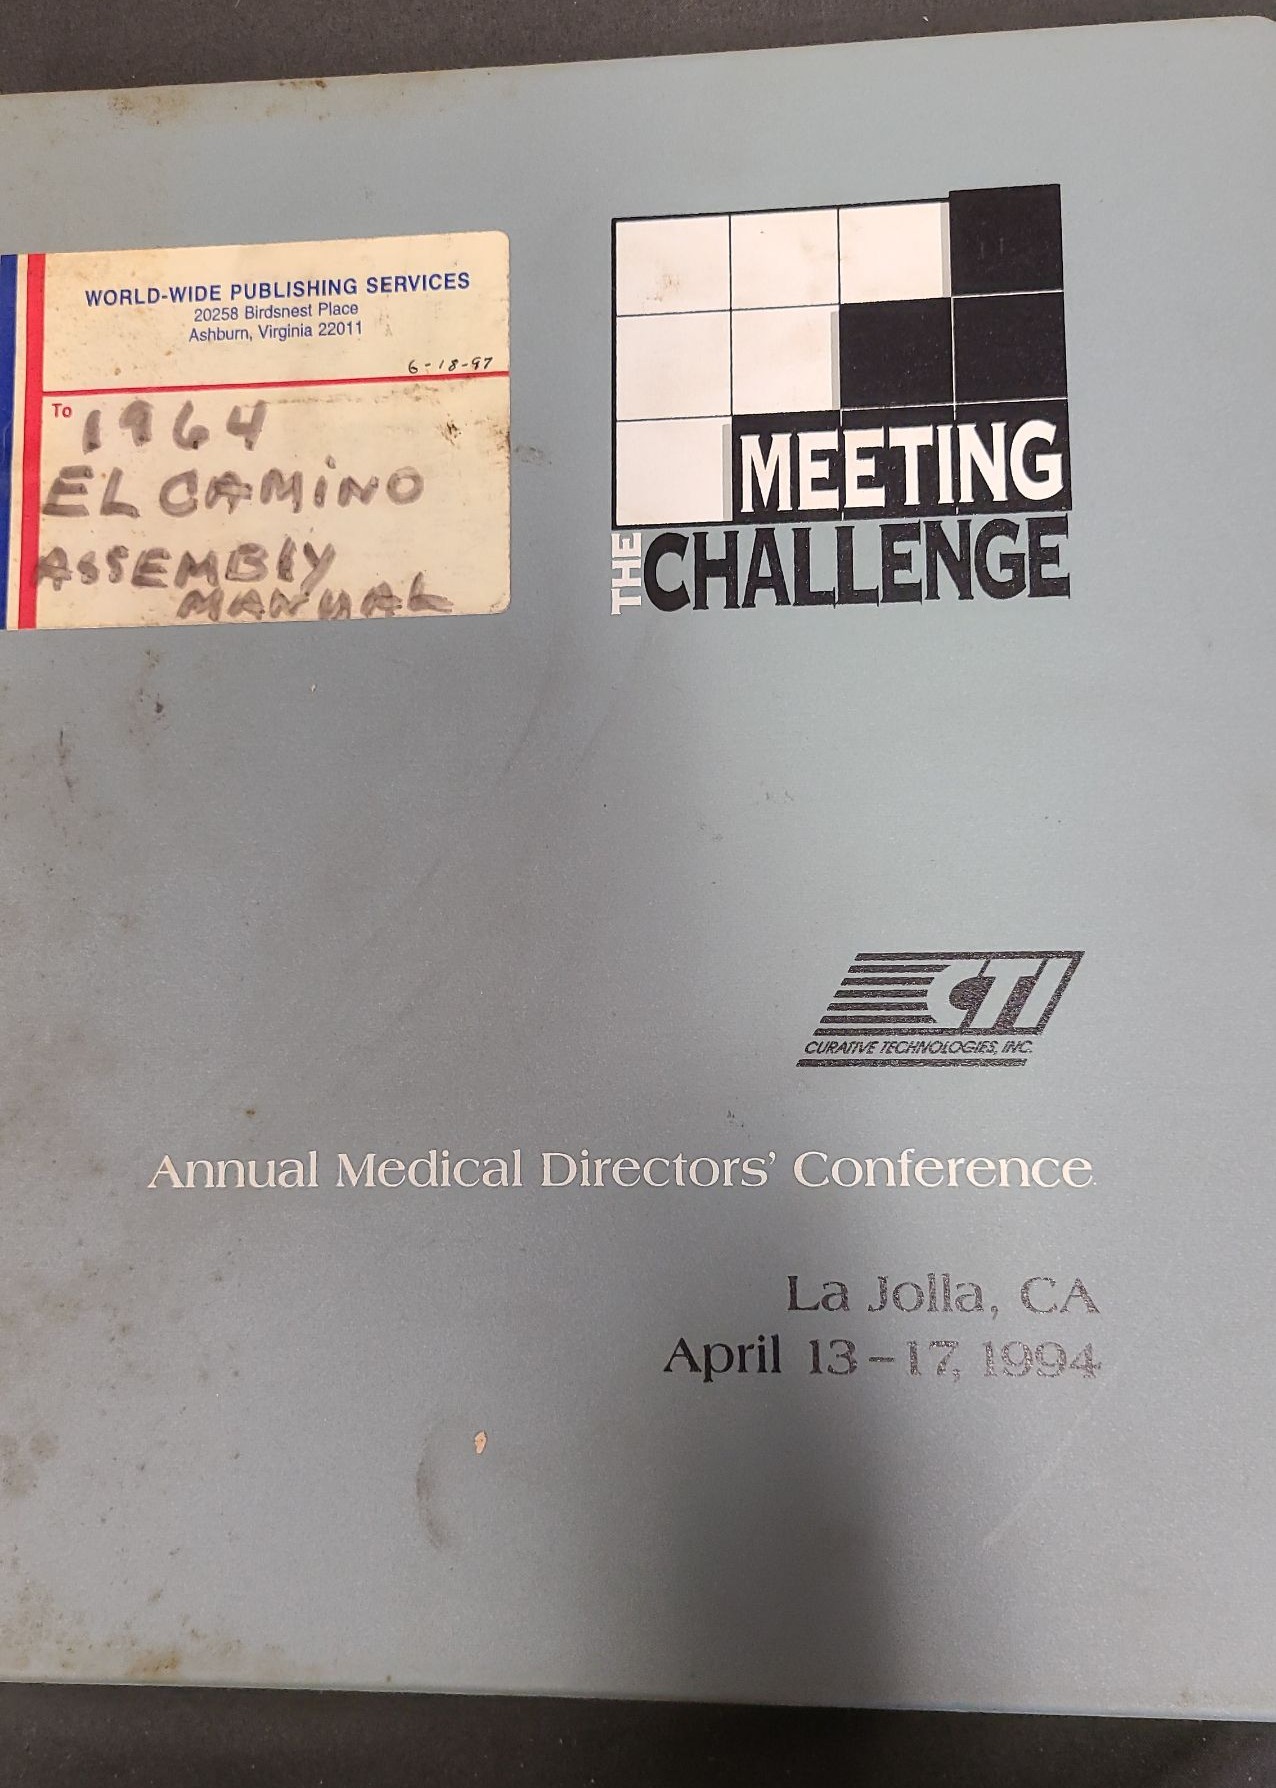 WORLD-WIDE PUBLISHING SERVICES
20258 Birdsnest Place
Ashburn, Virginia 22011
6-18-97
To
1964
EL CAMINO
ASSEMBLY
MANUAL
MEETING
THE CHALLENGE
CTI
CURATIVE TECHNOLOGIES, INC.
Annual Medical Directors' Conference
La Jolla, CA
April 13-17, 1994